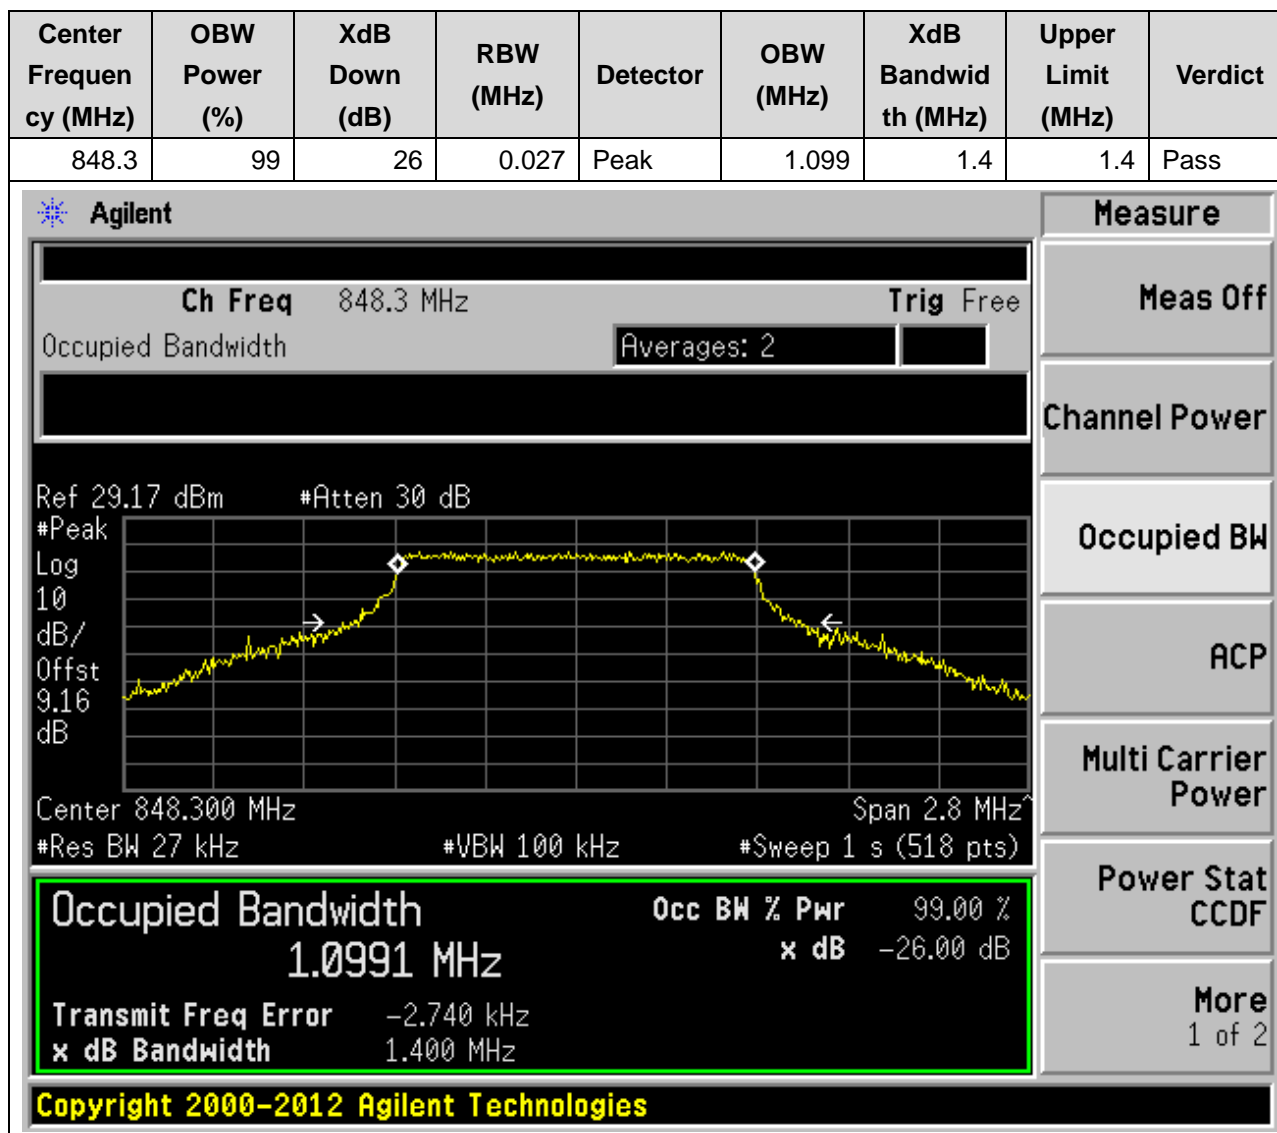 Center Frequen cy (MHz)
OBW Power (%)
XdB Down (dB)
RBW (MHz)
Detector
OBW (MHz)
XdB Bandwid th (MHz)
Upper Limit (MHz)
Verdict
848.3 99 26 0.027 Peak 1.099 1.4 1.4 Pass
Agilent
Measure
Ch Freq 848.3 MHz Trig Free
Occupied Bandwidth Averages: 2
Ref 29.17 dBm #Atten 30 dB
#Peak
Log
10
dB/
Offst
9.16
dB
Center 848.300 MHz Span 2.8 MHz^
#Res BW 27 kHz #VBW 100 kHz #Sweep 1 s (518 pts)
Occupied Bandwidth
1.0991 MHz
Occ BW % Pwr 99.00 %
x dB -26.00 dB
Transmit Freq Error -2.740 kHz
x dB Bandwidth 1.400 MHz
Copyright 2000-2012 Agilent Technologies
Meas Off
Channel Power
Occupied BW
ACP
Multi Carrier
Power
Power Stat
CCDF
More
1 of 2